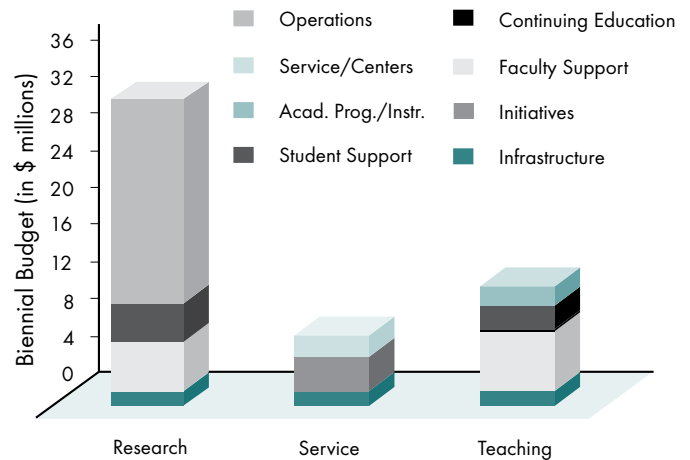 Operations
Service/Centers
Acad. Prog./Instr.
Student Support
Continuing Education
Faculty Support
Initiatives
Infrastructure
Biennial Budget (in $ millions)
36
32
28
24
20
16
12
8
4
0
Research
Service
Teaching